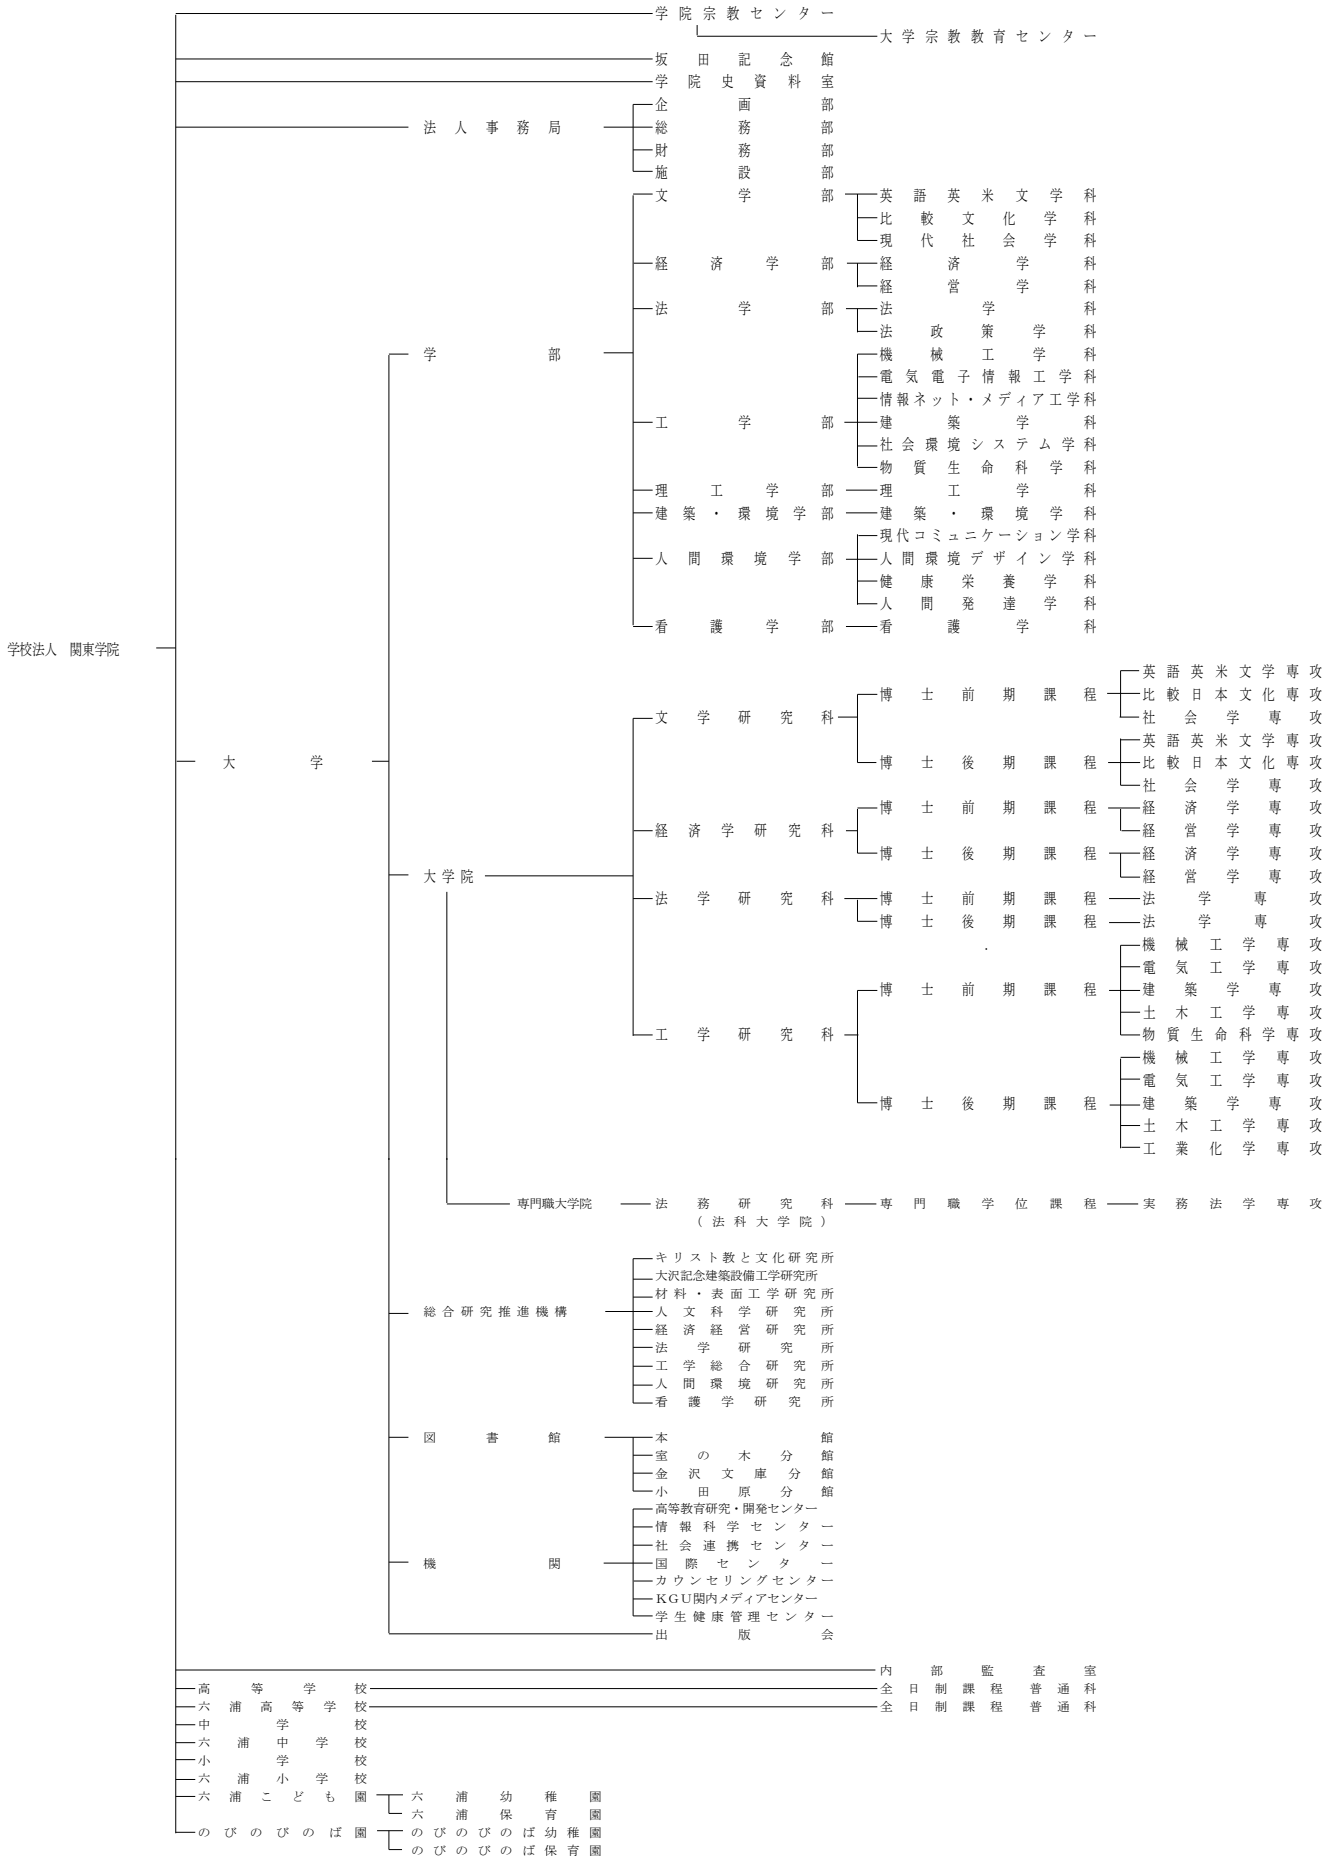 学院宗教センター
大学宗教教育センター
坂田記念館
学院史資料室
企画部
法人事務局 総務部
財務部
施設部
文学部 英語英米文学科
比較文化学科
現代社会学科
経済学部 経済学科
経営学科
法学部 法学科
法政策学科
学部 機械工学科
電気電子情報工学科
情報ネット・メディア工学科
工学部 建築学科
社会環境システム学科
物質生命科学科
理工学部 理工学科
建築・環境学部 建築・環境学科
現代コミュニケーション学科
人間環境学部 人間環境デザイン学科
健康栄養学科
人間発達学科
看護学部 看護学科
学校法人 関東学院
英語英米文学専攻
博士前期課程 比較日本文化専攻
文学研究科 社会学専攻
英語英米文学専攻
大学 博士後期課程 比較日本文化専攻
社会学専攻
博士前期課程 経済学専攻
経済学研究科 経営学専攻
博士後期課程 経済学専攻
大学院 経営学専攻
法学研究科 博士前期課程 法学専攻
博士後期課程 法学専攻
機械工学専攻
電気工学専攻
博士前期課程 建築学専攻
土木工学専攻
工学研究科 物質生命科学専攻
機械工学専攻
電気工学専攻
博士後期課程 建築学専攻
土木工学専攻
工業化学専攻
専門職大学院 法務研究科 専門職学位課程 実務法学専攻
(法科大学院)
キリスト教と文化研究所
大沢記念建築設備工学研究所
材料・表面工学研究所
総合研究推進機構 人文科学研究所
経済経営研究所
法学研究所
工学総合研究所
人間環境研究所
看護学研究所
図書館 本館
室の木分館
金沢文庫分館
小田原分館
高等教育研究・開発センター
情報科学センター
社会連携センター
機関 国際センター
カウンセリングセンター
KGU関内メディアセンター
学生健康管理センター
出版会
内部監査室
高等学校 全日制課程 普通科
六浦高等学校 全日制課程 普通科
中学校
六浦中学校
小学校
六浦小学校
六浦こども園 六浦幼稚園
六浦保育園
のびのびのば園 のびのびのば幼稚園
のびのびのば保育園